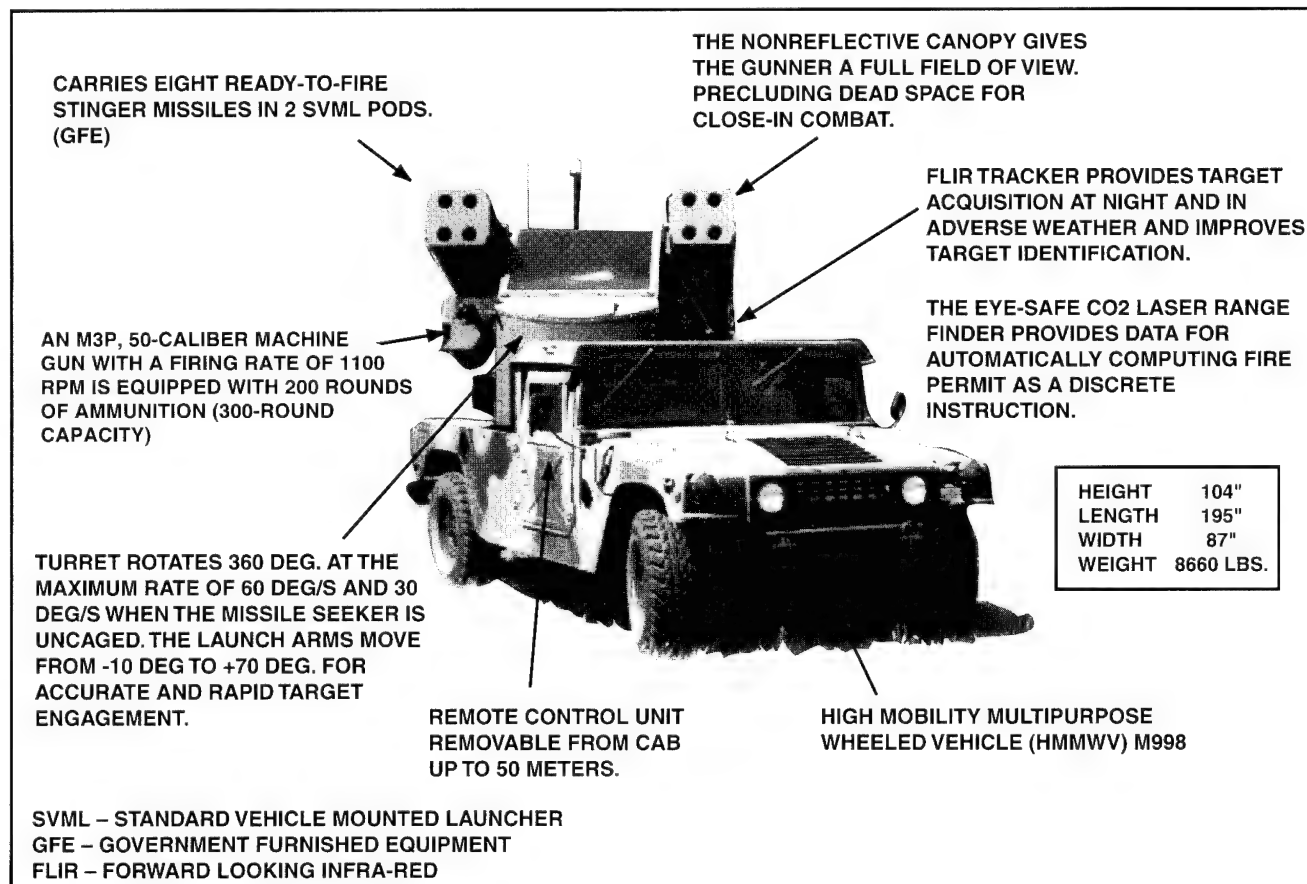 CARRIES EIGHT READY-TO-FIRE
STINGER MISSILES IN 2 SVML PODS.
(GFE)
THE NONREFLECTIVE CANOPY GIVES
THE GUNNER A FULL FIELD OF VIEW.
PRECLUDING DEAD SPACE FOR
CLOSE-IN COMBAT.
FLIR TRACKER PROVIDES TARGET
ACQUISITION AT NIGHT AND IN
ADVERSE WEATHER AND IMPROVES
TARGET IDENTIFICATION.
AN M3P, 50-CALIBER MACHINE
GUN WITH A FIRING RATE OF 1100
RPM IS EQUIPPED WITH 200 ROUNDS
OF AMMUNITION (300-ROUND
CAPACITY)
THE EYE-SAFE CO2 LASER RANGE
FINDER PROVIDES DATA FOR
AUTOMATICALLY COMPUTING FIRE
PERMIT AS A DISCRETE
INSTRUCTION.
HEIGHT 104"
LENGTH 195"
WIDTH 87"
WEIGHT 8660 LBS.
TURRET ROTATES 360 DEG. AT THE
MAXIMUM RATE OF 60 DEG/S AND 30
DEG/S WHEN THE MISSILE SEEKER IS
UNCAGED. THE LAUNCH ARMS MOVE
FROM -10 DEG TO +70 DEG. FOR
ACCURATE AND RAPID TARGET
ENGAGEMENT.
REMOTE CONTROL UNIT
REMOVABLE FROM CAB
UP TO 50 METERS.
HIGH MOBILITY MULTIPURPOSE
WHEELED VEHICLE (HMMWV) M998
SVML – STANDARD VEHICLE MOUNTED LAUNCHER
GFE – GOVERNMENT FURNISHED EQUIPMENT
FLIR – FORWARD LOOKING INFRA-RED